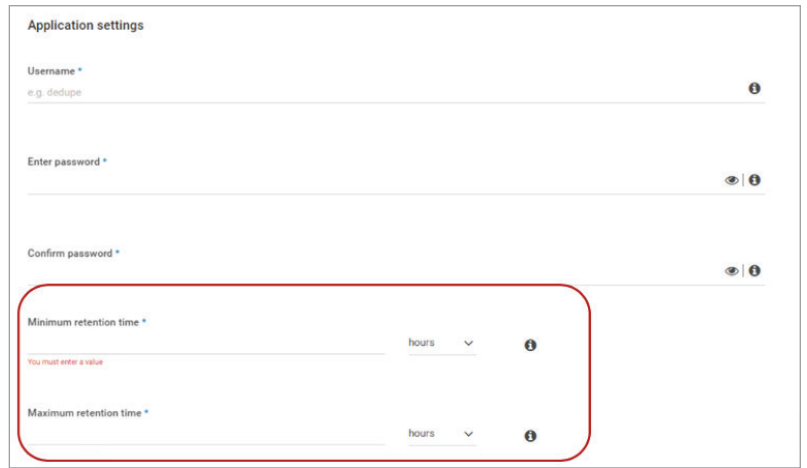 Application settings
Username *
e.g. dedupe
Enter password *
Confirm password *
Minimum retention time *
hours
You must enter a value
Maximum retention time *
hours